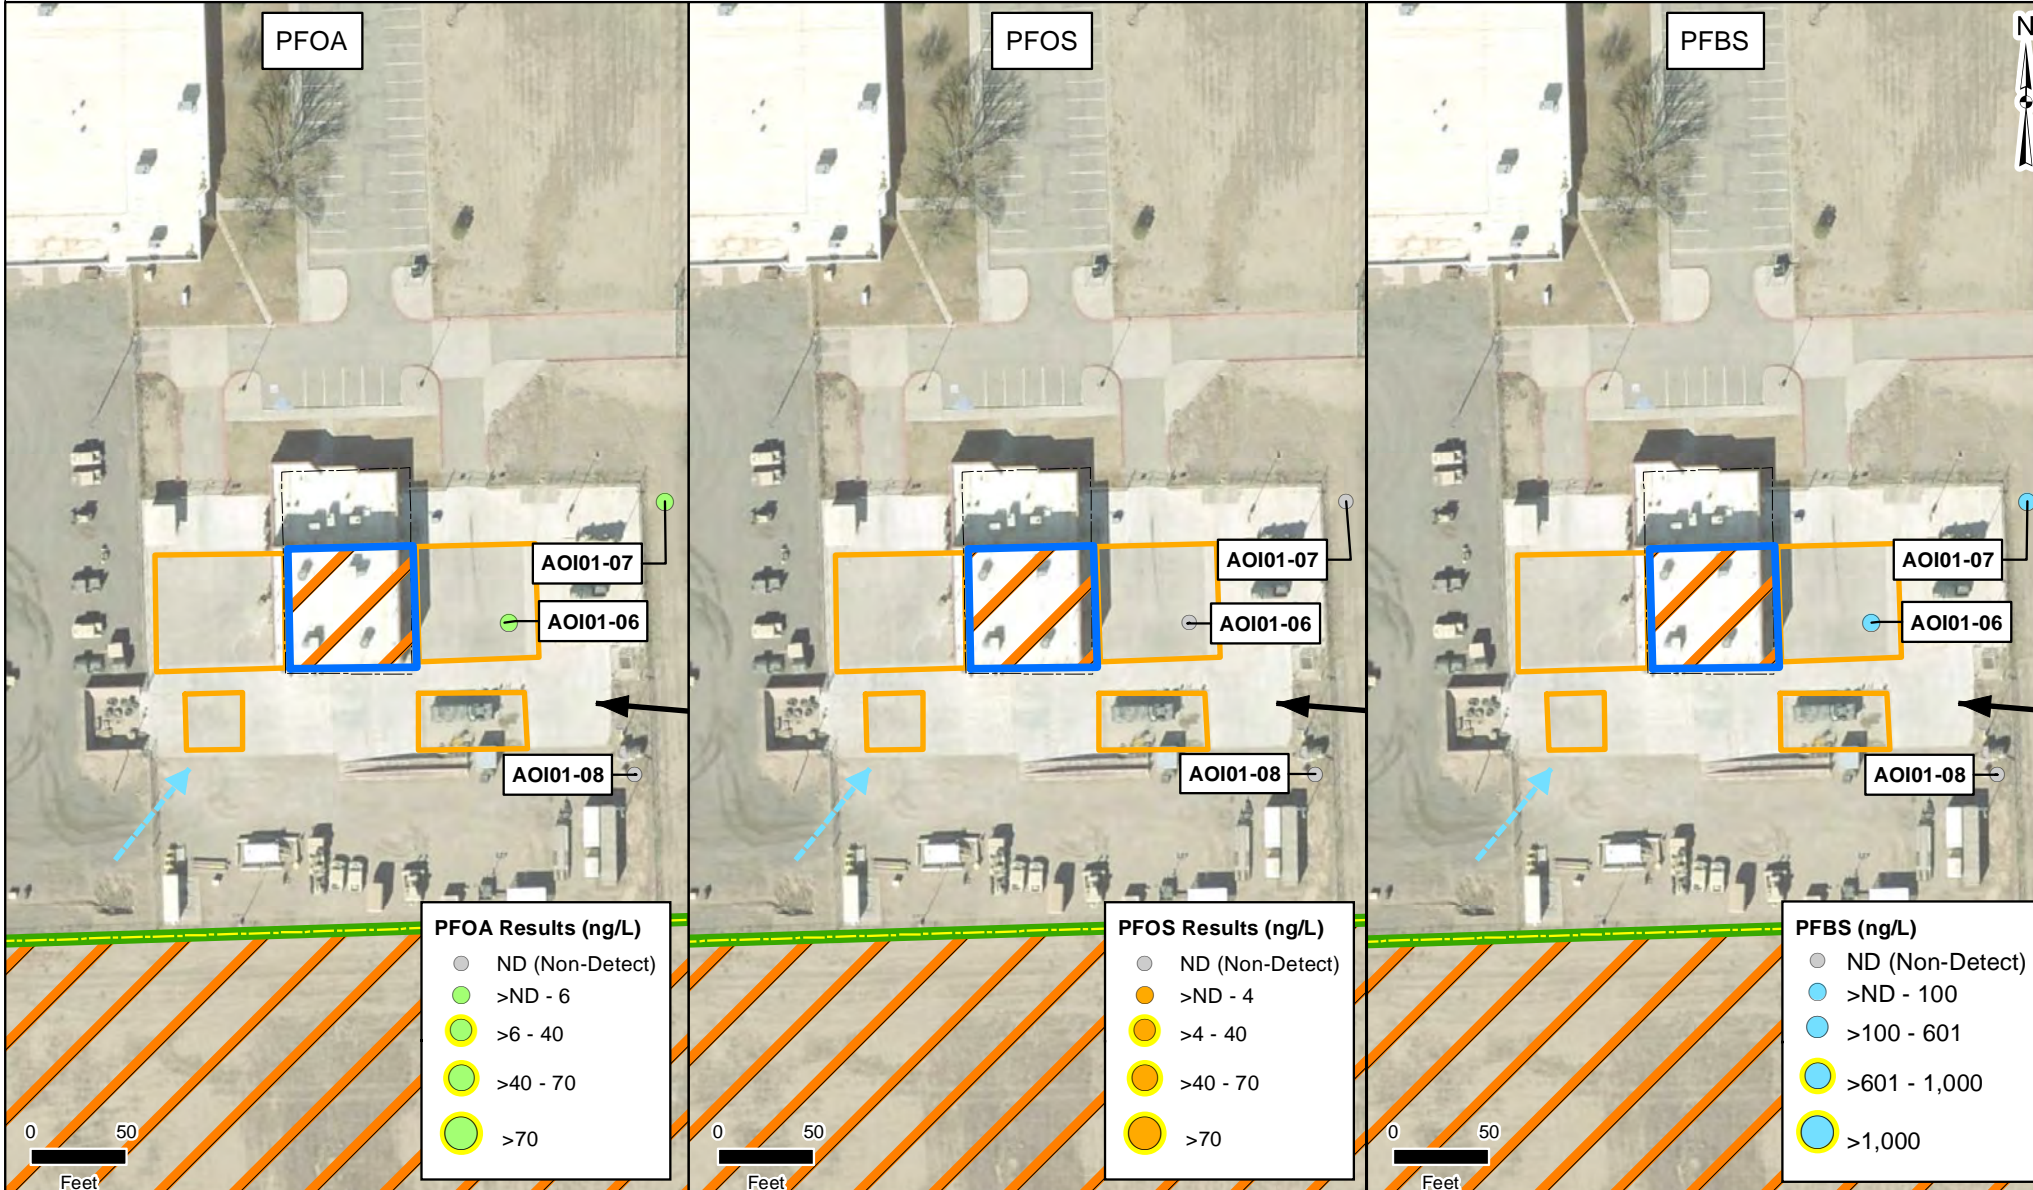 PFOA
AOI01-07
AOI01-06
AOI01-08
PFOA Results (ng/L)
ND (Non-Detect)
>ND - 6
>6 - 40
>40 - 70
>70
0 50
Feet
PFOS
AOI01-07
AOI01-06
AOI01-08
PFOS Results (ng/L)
ND (Non-Detect)
>ND - 4
>4 - 40
>40 - 70
>70
0 50
Feet
PFBS
N
AOI01-07
AOI01-06
AOI01-08
PFBS (ng/L)
ND (Non-Detect)
>ND - 100
>100 - 601
>601 - 1,000
>1,000
0 50
Feet